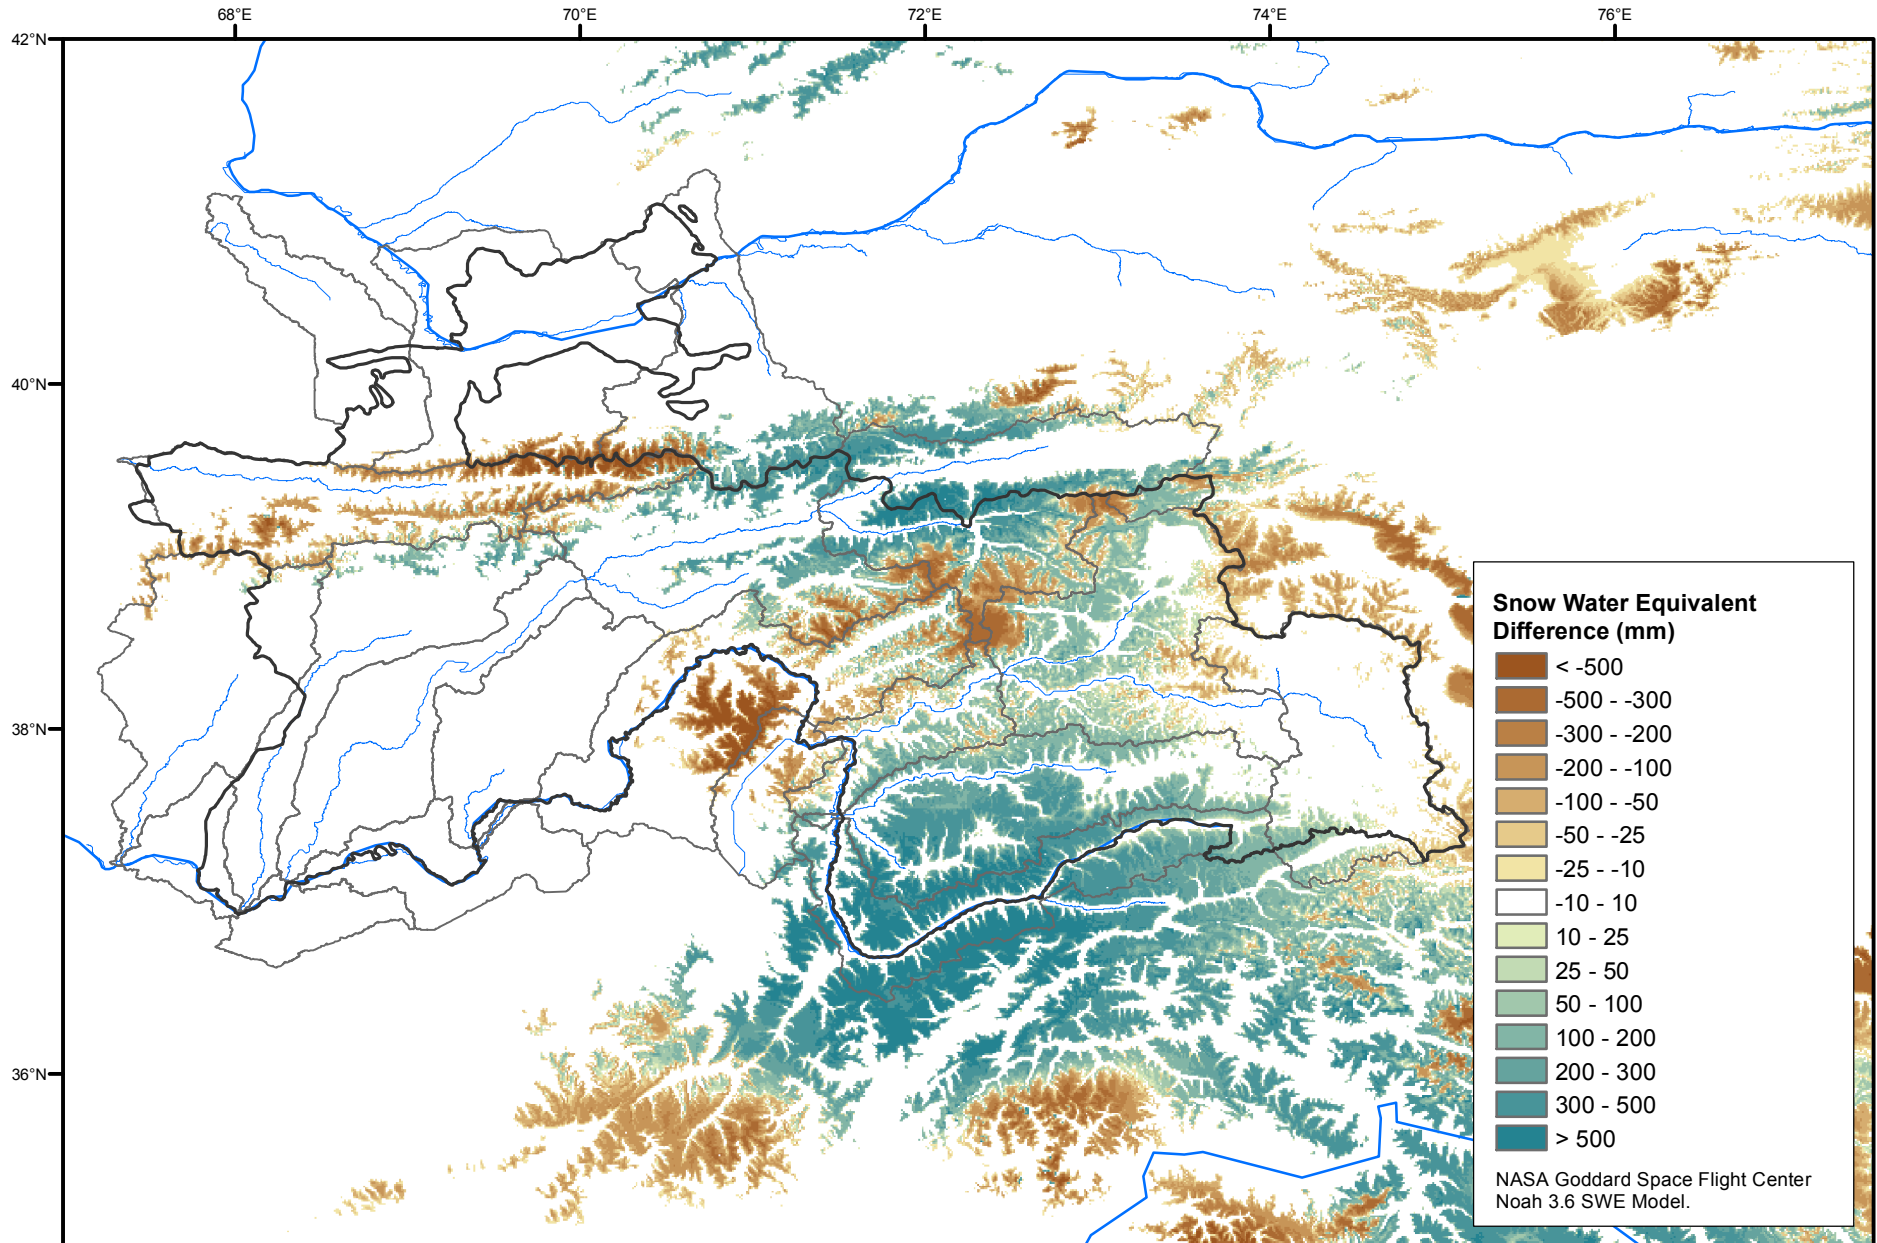 68°E
70°E
72°E
74°E
76°E
42°N
40°N
38°N
36°N
Snow Water Equivalent
Difference (mm)
< -500
-500 - -300
-300 - -200
-200 - -100
-100 - -50
-50 - -25
-25 - -10
-10 - 10
10 - 25
25 - 50
50 - 100
100 - 200
200 - 300
300 - 500
> 500
NASA Goddard Space Flight Center
Noah 3.6 SWE Model.